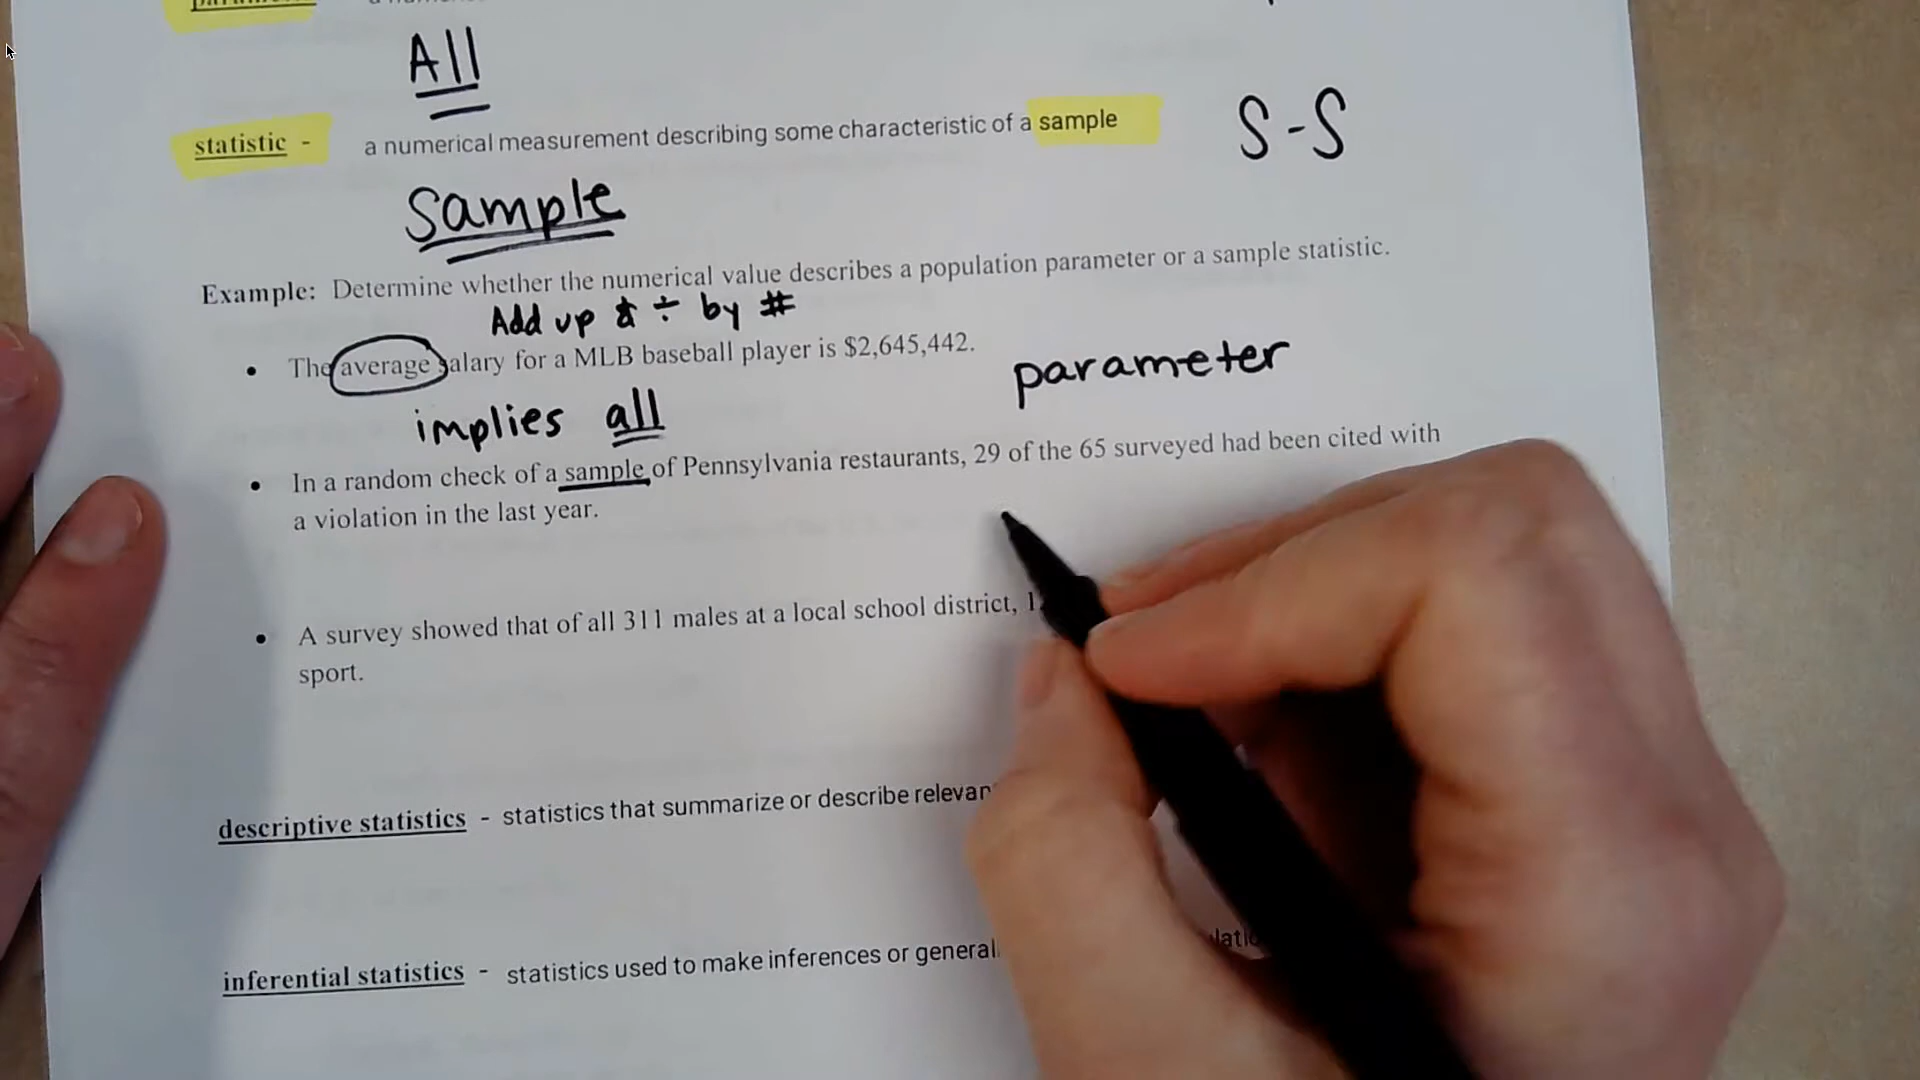 All
statistic - a numerical measurement describing some characteristic of a sample S-S
Sample
Example: Determine whether the numerical value describes a population parameter or a sample statistic.
Add up & ÷ by #
• The average salary for a MLB baseball player is $2,645,442. parameter
implies all
• In a random check of a sample of Pennsylvania restaurants, 29 of the 65 surveyed had been cited with
a violation in the last year.
• A survey showed that of all 311 males at a local school district,
sport.
descriptive statistics - statistics that summarize or describe
inferential statistics - statistics used to make inferences or